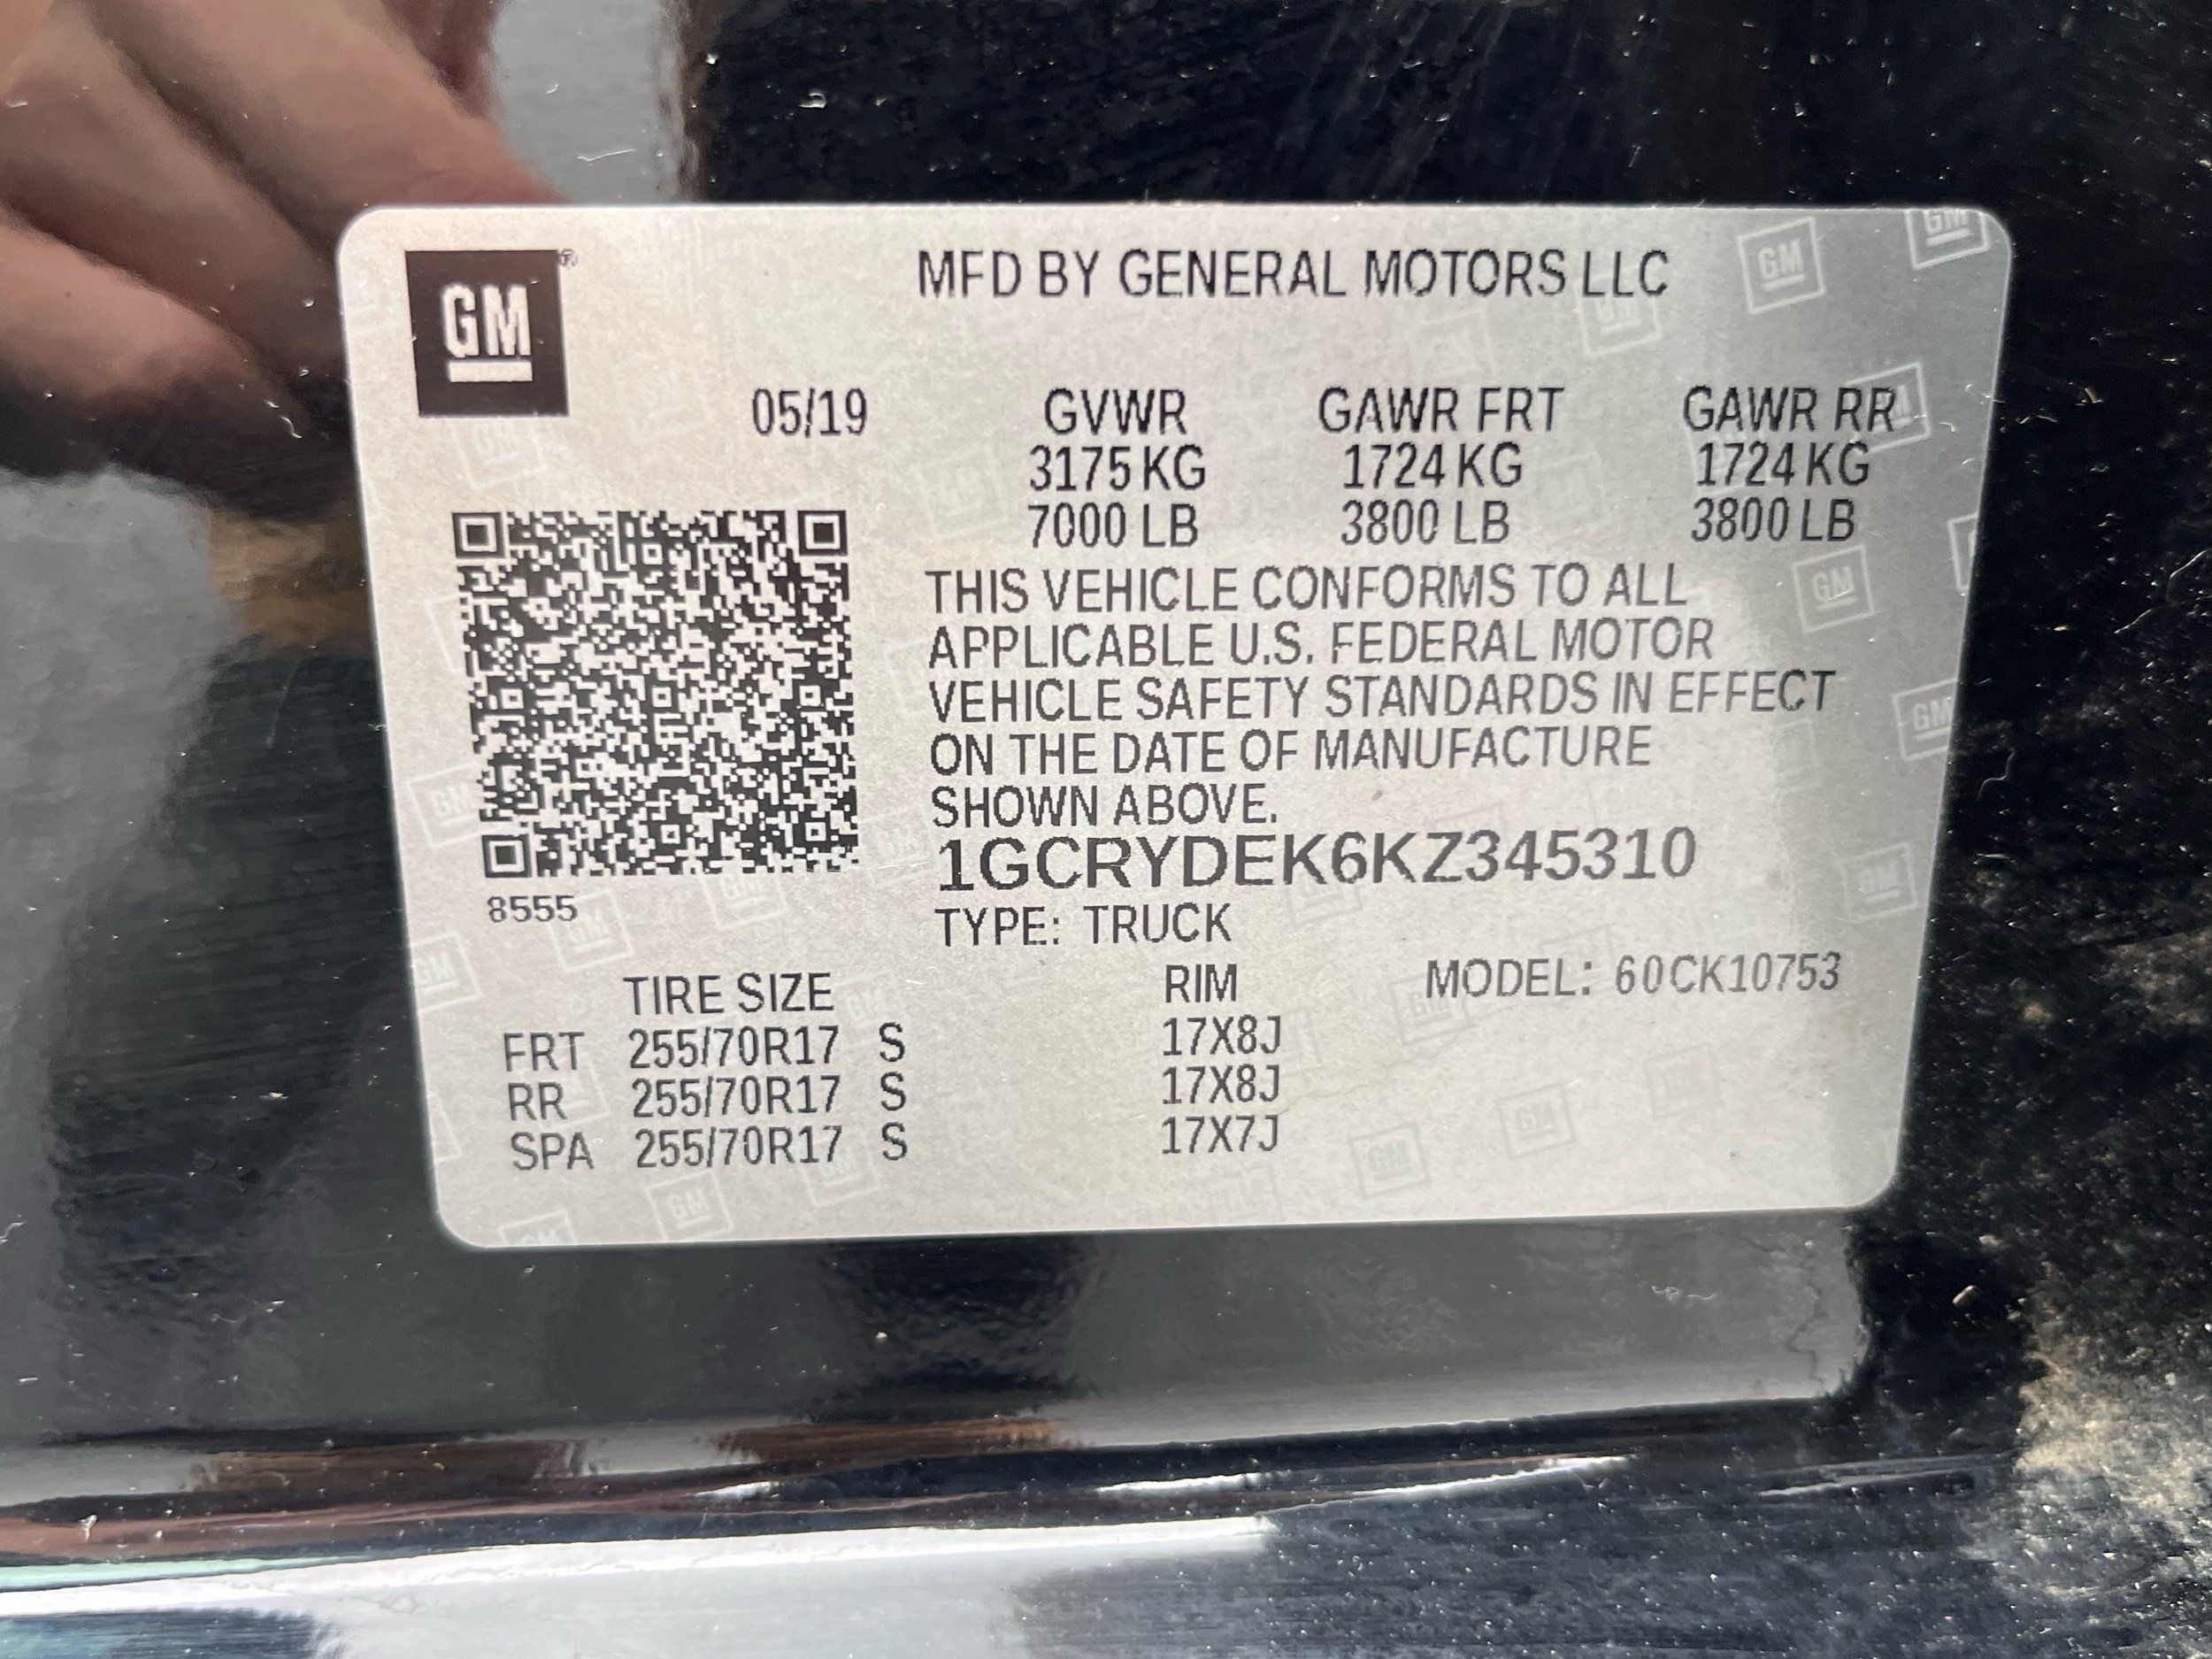 GM ®
MFD BY GENERAL MOTORS LLC
05/19 GVWR GAWR FRT GAWR RR
3175 KG 1724 KG 1724 KG
7000 LB 3800 LB 3800 LB
THIS VEHICLE CONFORMS TO ALL
APPLICABLE U.S. FEDERAL MOTOR
VEHICLE SAFETY STANDARDS IN EFFECT
ON THE DATE OF MANUFACTURE
SHOWN ABOVE.
1GCRYDEK6KZ345310
8555
TYPE: TRUCK
TIRE SIZE RIM MODEL: 60CK10753
FRT 255/70R17 S 17X8J
RR 255/70R17 S 17X8J
SPA 255/70R17 S 17X7J